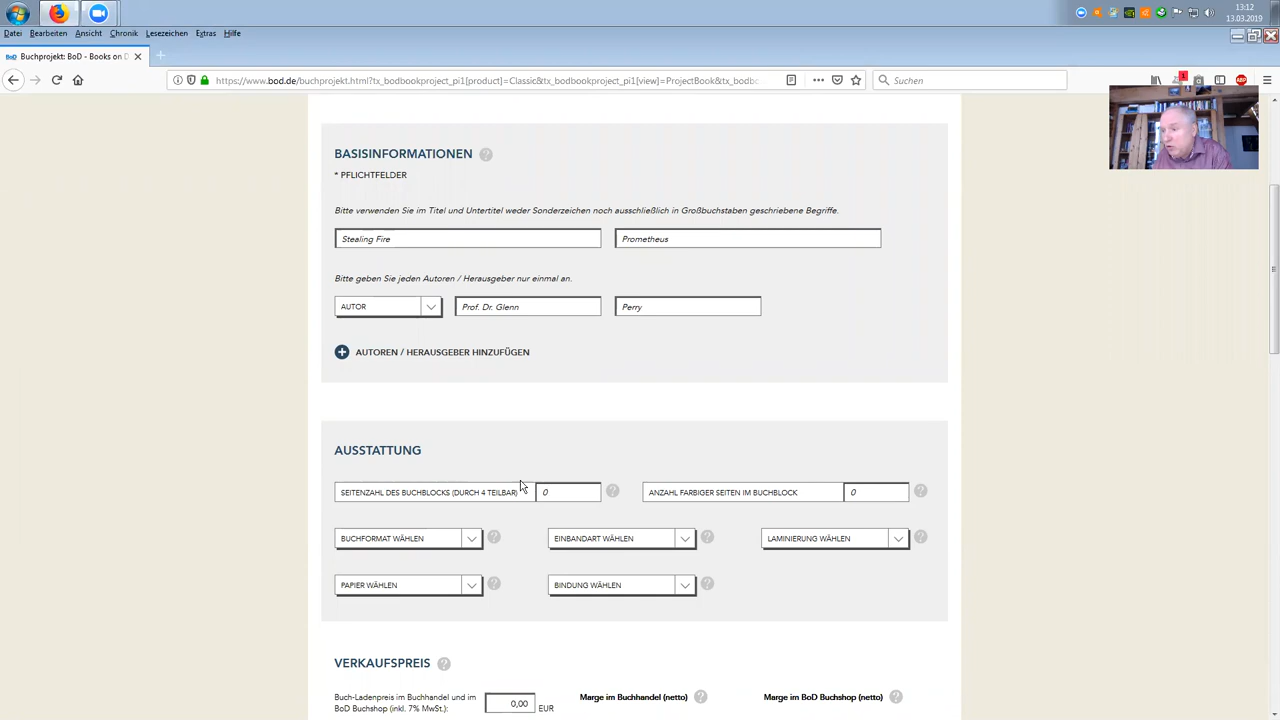 13:12
13.03.2019
Datei Bearbeiten Ansicht Chronik Lesezeichen Extras Hilfe
BoD Buchprojekt: BoD - Books on D
https://www.bod.de/buchprojekt.html?tx_bodbookproject_pi1[product]=Classic&tx_bodbookproject_pi1[view]=ProjectBook&tx_bodbo
Suchen
1
ABP
BASISINFORMATIONEN ?
* PFLICHTFELDER
Bitte verwenden Sie im Titel und Untertitel weder Sonderzeichen noch ausschließlich in Großbuchstaben geschriebene Begriffe.
Stealing Fire Prometheus
Bitte geben Sie jeden Autoren / Herausgeber nur einmal an.
AUTOR Prof. Dr. Glenn Perry
AUTOREN / HERAUSGEBER HINZUFÜGEN
AUSSTATTUNG
SEITENZAHL DES BUCHBLOCKS (DURCH 4 TEILBAR) 0 ? ANZAHL FARBIGER SEITEN IM BUCHBLOCK 0 ?
BUCHFORMAT WÄHLEN ? EINBANDART WÄHLEN ? LAMINIERUNG WÄHLEN ?
PAPIER WÄHLEN ? BINDUNG WÄHLEN ?
VERKAUFSPREIS ?
Buch-Ladenpreis im Buchhandel und im Marge im Buchhandel (netto) ? Marge im BoD Buchshop (netto) ?
BoD Buchshop (inkl. 7% MwSt.): 0,00 EUR